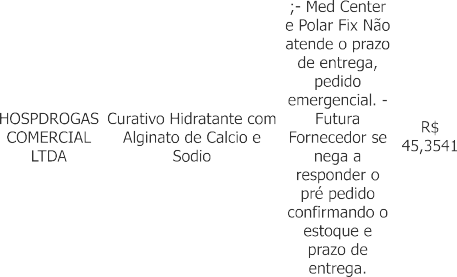 HOSPDROGAS
COMERCIAL
LTDA
Curativo Hidratante com
Alginato de Calcio e
Sodio
;- Med Center
e Polar Fix Não
atende o prazo
de entrega,
pedido
emergencial. -
Futura
Fornecedor se
nega a
responder o
pré pedido
confirmando o
estoque e
prazo de
entrega.
R$
45,3541